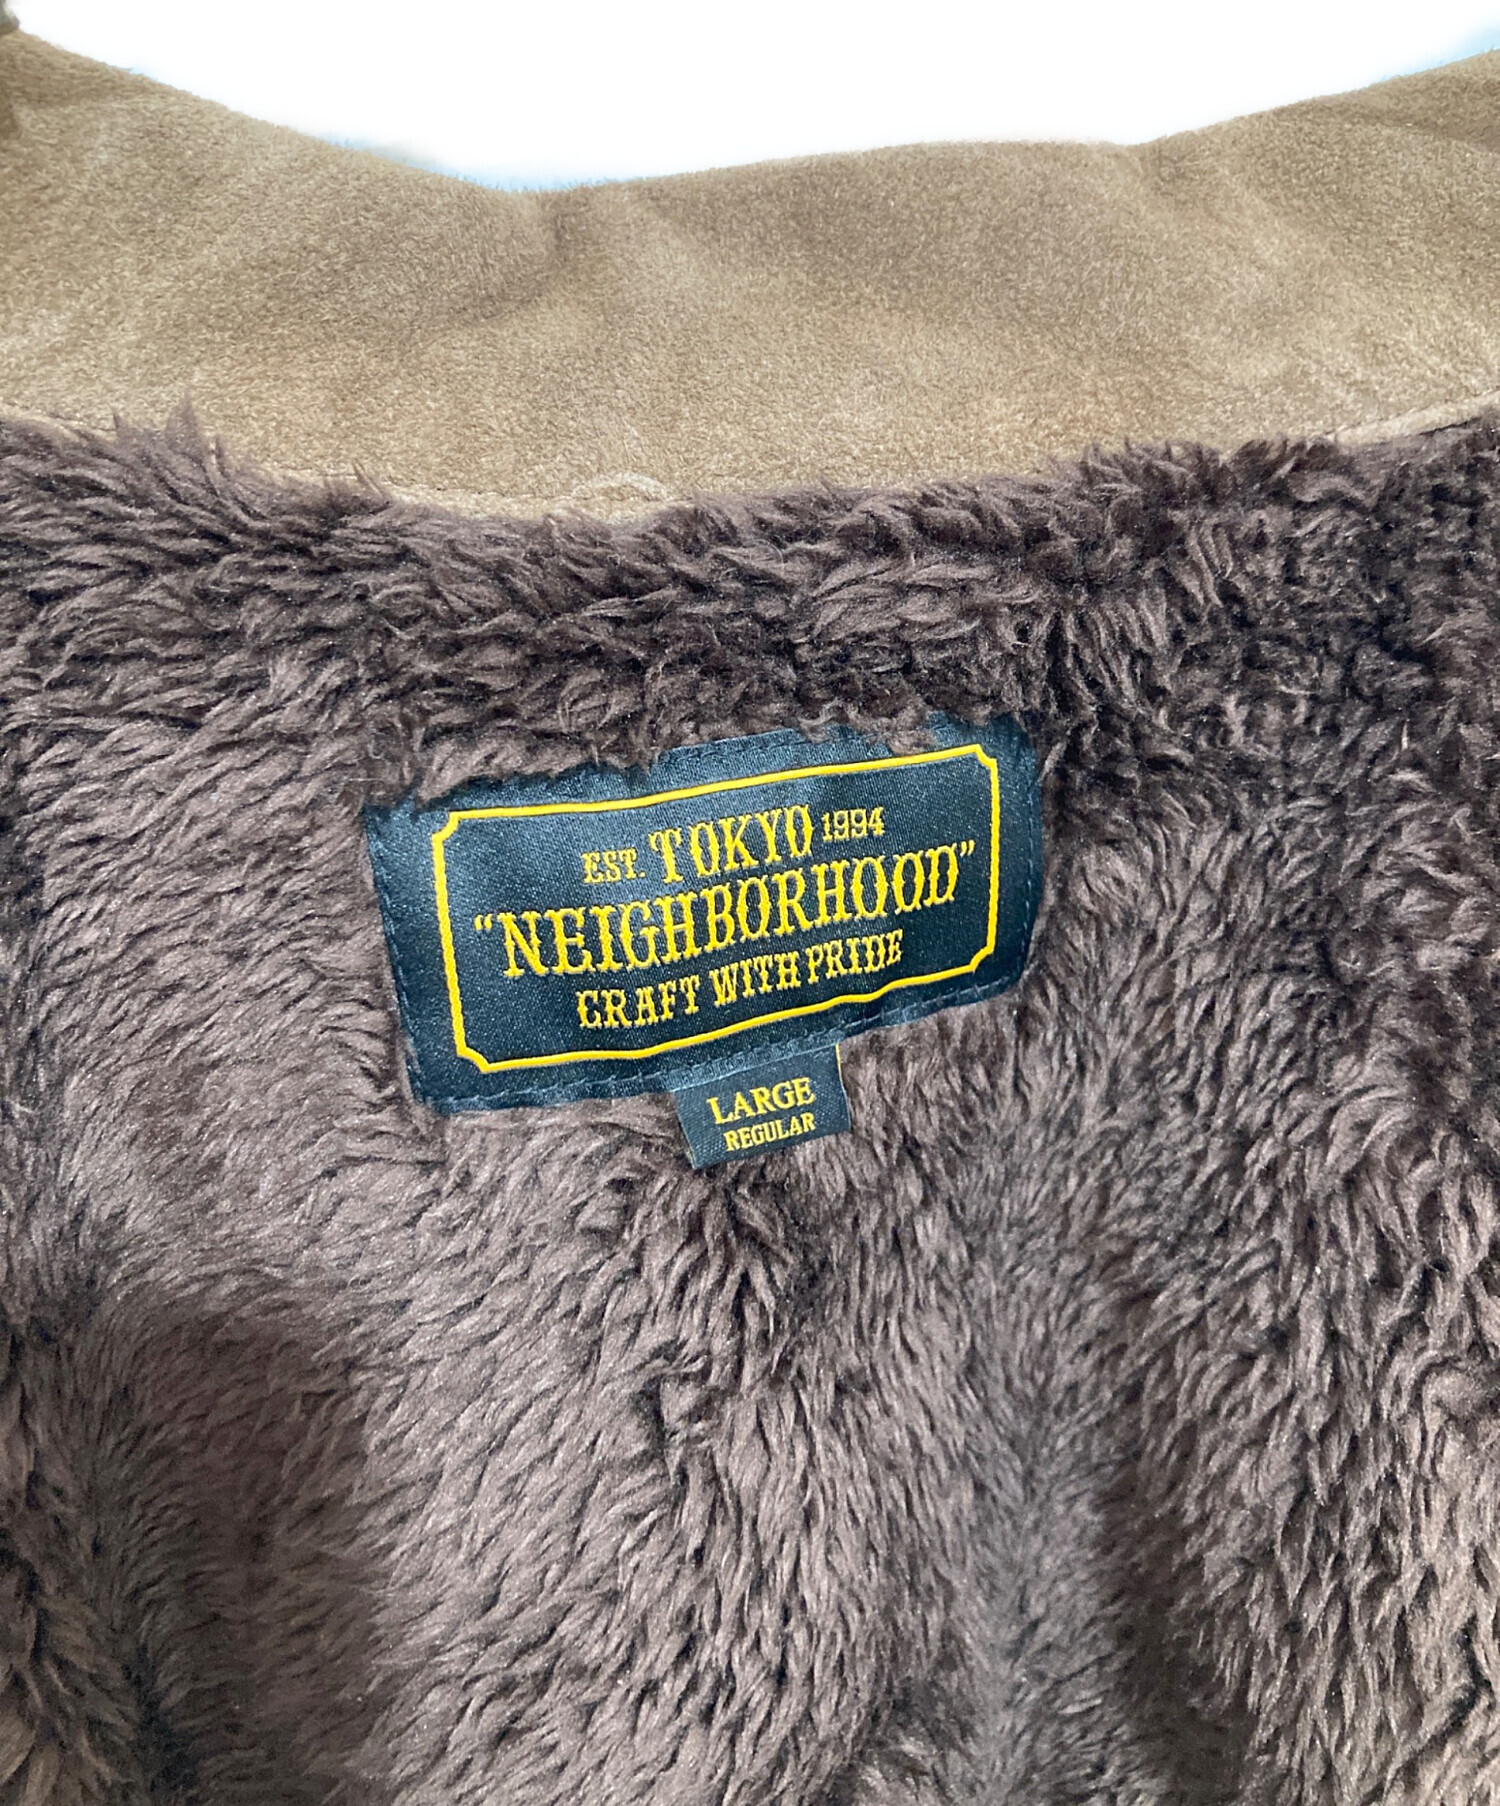 EST. TOKYO 1994
"NEIGHBORHOOD"
CRAFT WITH PRIDE
LARGE
REGULAR